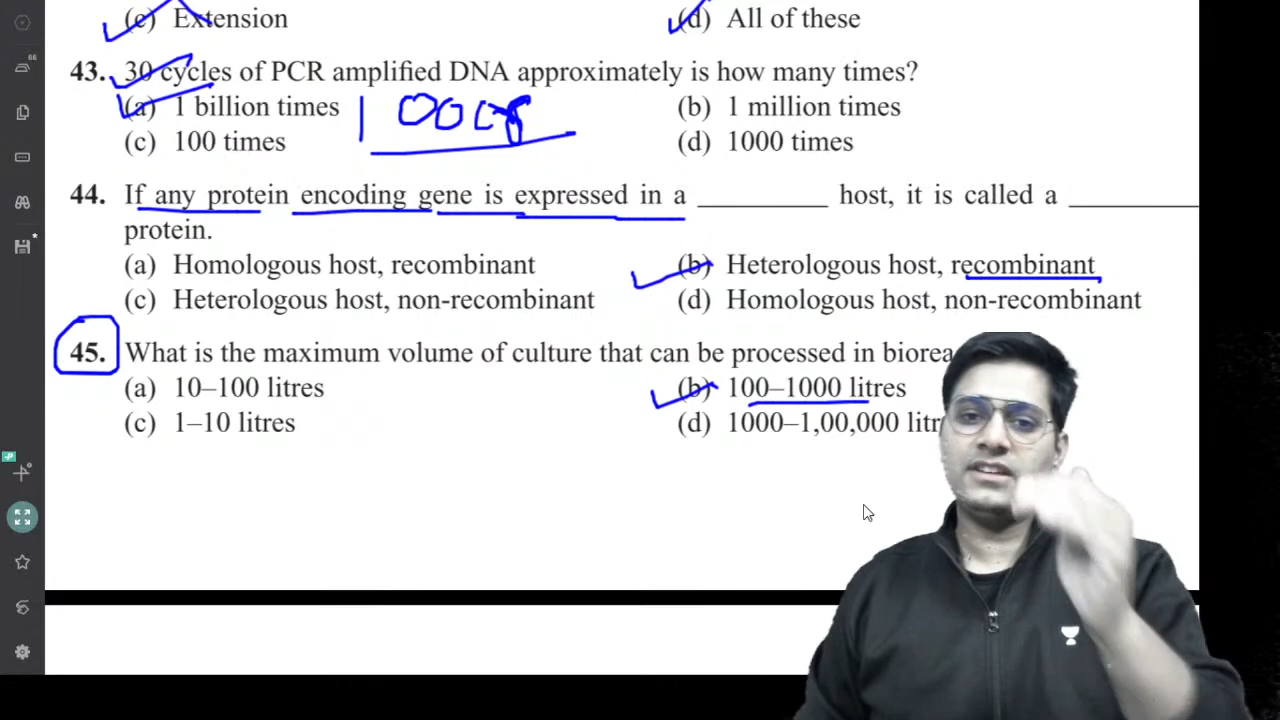 (c) Extension (d) All of these
43. 30 cycles of PCR amplified DNA approximately is how many times?
(a) 1 billion times (b) 1 million times
(c) 100 times (d) 1000 times
44. If any protein encoding gene is expressed in a __________ host, it is called a __________
protein.
(a) Homologous host, recombinant (b) Heterologous host, recombinant
(c) Heterologous host, non-recombinant (d) Homologous host, non-recombinant
45. What is the maximum volume of culture that can be processed in
(a) 10–100 litres (b) 100–1000 litres
(c) 1–10 litres (d) 1000–1,00,000